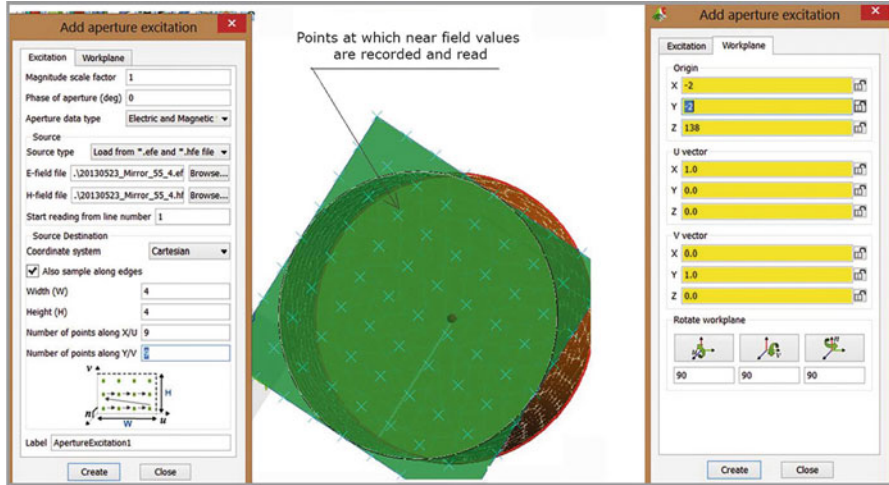 Add aperture excitation
Excitation Workplane
Magnitude scale factor 1
Phase of aperture (deg) 0
Aperture data type Electric and Magnetic
Source
Source type Load from *.efe and *.hfe file
E-field file .\20130523_Mirror_55_4.ef Browse...
H-field file .\20130523_Mirror_55_4.hf Browse...
Start reading from line number 1
Source Destination
Coordinate system Cartesian
Also sample along edges
Width (W) 4
Height (H) 4
Number of points along X/U 9
Number of points along Y/V 9
v
H
n
W
u
Label ApertureExcitation1
Create Close
Points at which near field values
are recorded and read
Add aperture excitation
Excitation Workplane
Origin
X -2
Y -2
Z 138
U vector
X 1.0
Y 0.0
Z 0.0
V vector
X 0.0
Y 1.0
Z 0.0
Rotate workplane
u v n
90 90 90
Create Close